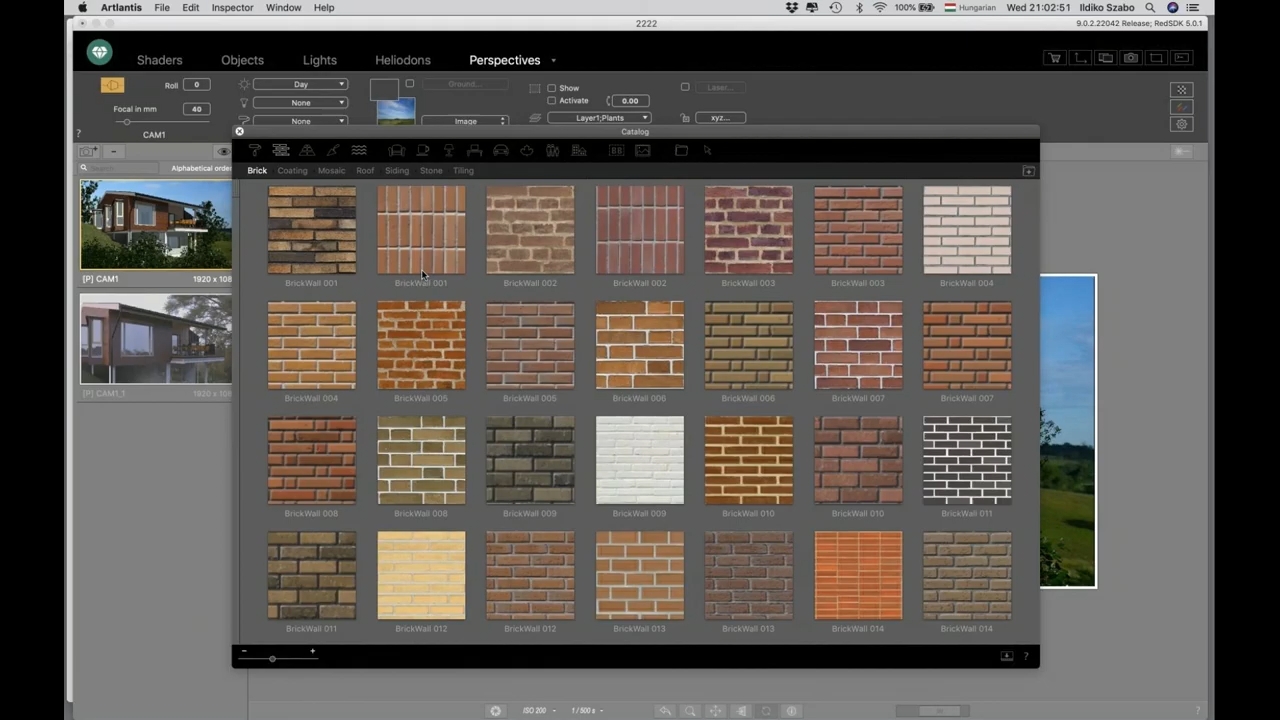 Artlantis File Edit Inspector Window Help 100% Hungarian Wed 21:02:51 Ildiko Szabo
2222
9.0.2.22042 Release; RedSDK 5.0.1
Shaders Objects Lights Heliodons Perspectives
Roll 0 Day Ground... Show Laser...
None Activate 0.00
Focal in mm 40
None Image Layer1;Plants xyz...
? CAM1
Catalog
Alphabetical order
Brick Coating Mosaic Roof Siding Stone Tiling
[P] CAM1 1920 x 108
BrickWall 001 BrickWall 001 BrickWall 002 BrickWall 002 BrickWall 003 BrickWall 003 BrickWall 004
[P] CAM1_1 1920 x 108
BrickWall 004 BrickWall 005 BrickWall 005 BrickWall 006 BrickWall 006 BrickWall 007 BrickWall 007
BrickWall 008 BrickWall 008 BrickWall 009 BrickWall 009 BrickWall 010 BrickWall 010 BrickWall 011
BrickWall 011 BrickWall 012 BrickWall 012 BrickWall 013 BrickWall 013 BrickWall 014 BrickWall 014
- + ?
ISO 200 1 / 500 s ?